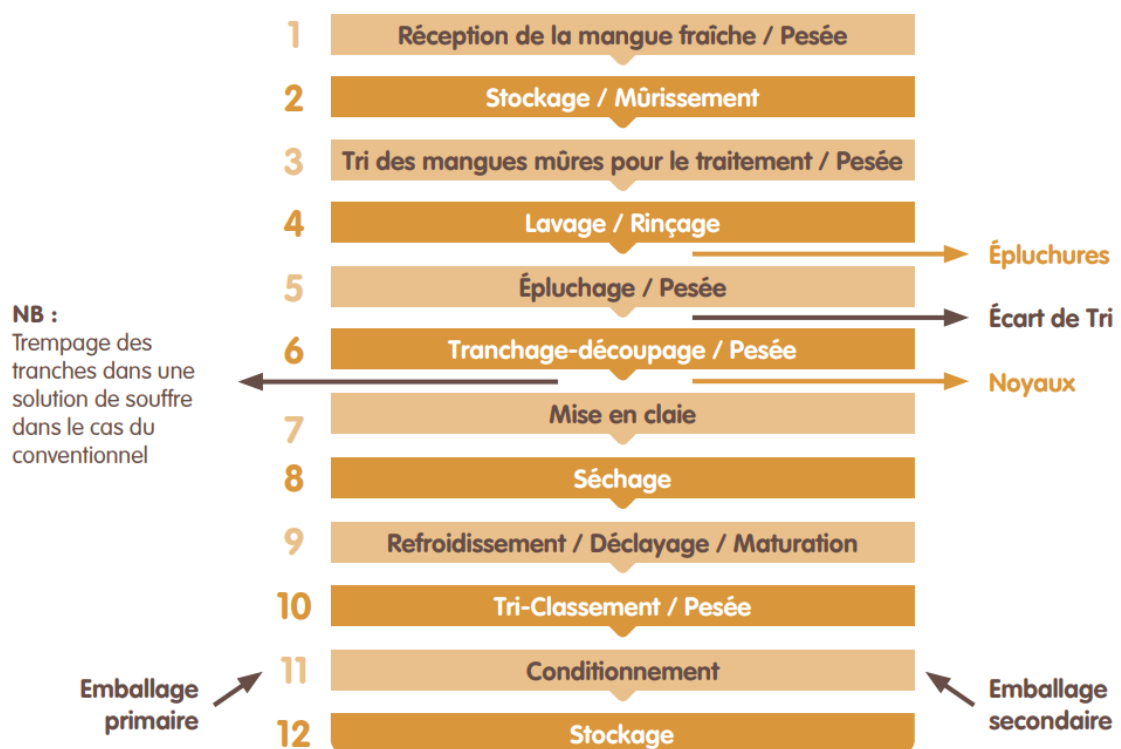 1 Réception de la mangue fraîche / Pesée
2 Stockage / Mûrissement
3 Tri des mangues mûres pour le traitement / Pesée
4 Lavage / Rinçage
Épluchures
5 Épluchage / Pesée
Écart de Tri
6 Tranchage-découpage / Pesée
Noyaux
NB :
Trempage des
tranches dans une
solution de souffre
dans le cas du
conventionnel
7 Mise en claie
8 Séchage
9 Refroidissement / Déclayage / Maturation
10 Tri-Classement / Pesée
11 Conditionnement
Emballage
primaire
Emballage
secondaire
12 Stockage